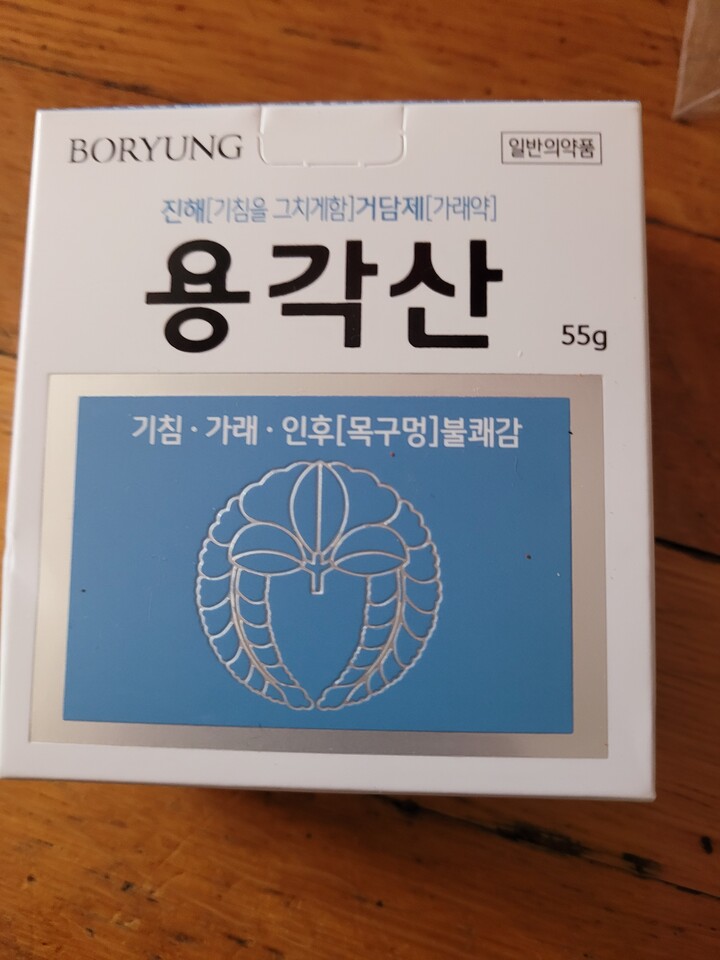 BORYUNG
일반의약품
진해[기침을 그치게함]거담제[가래약]
용각산
55g
기침·가래·인후[목구멍]불쾌감